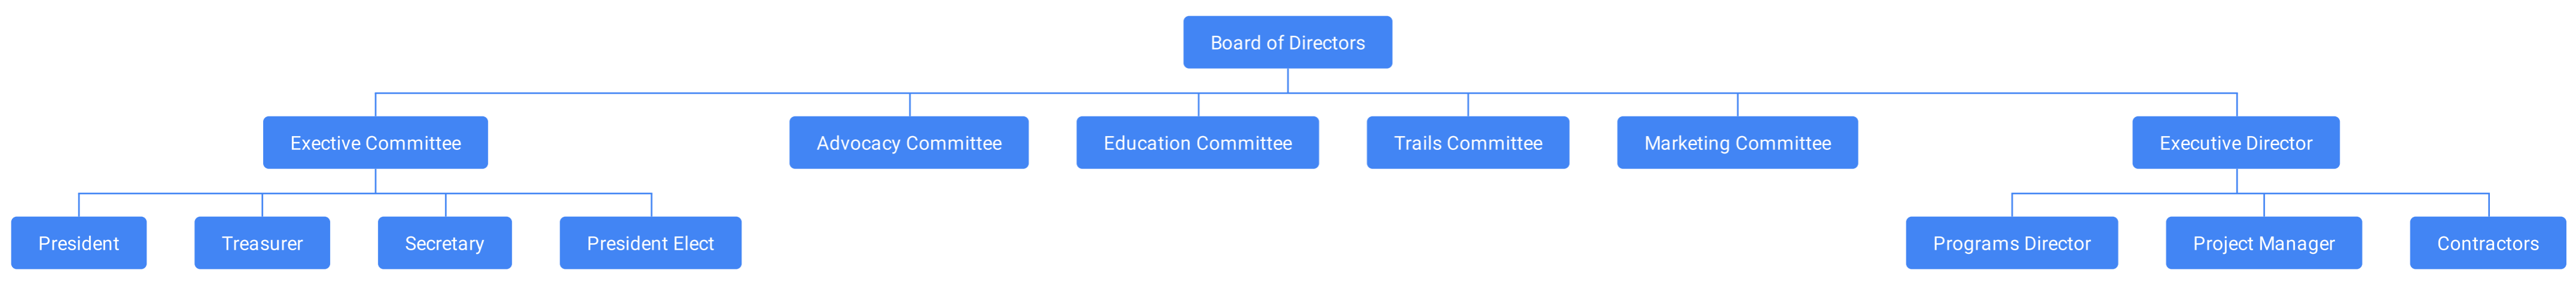 Board of Directors
Exective Committee
Advocacy Committee
Education Committee
Trails Committee
Marketing Committee
Executive Director
President
Treasurer
Secretary
President Elect
Programs Director
Project Manager
Contractors